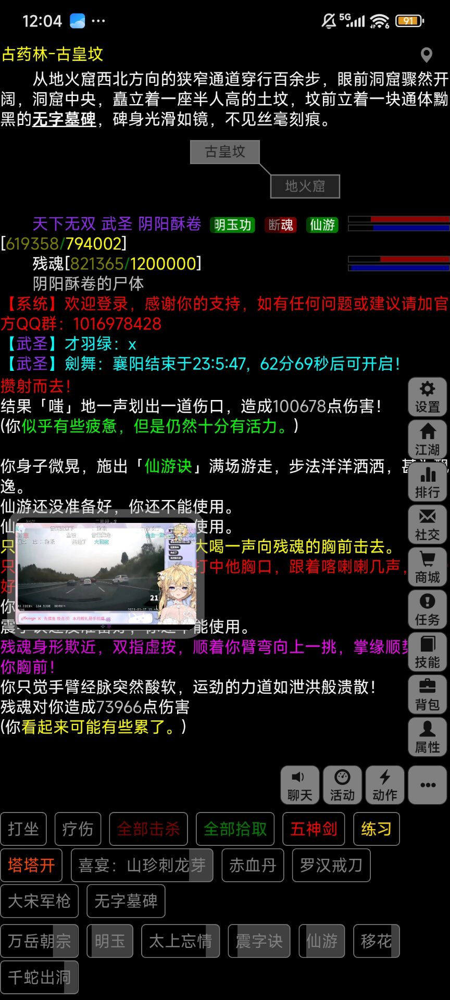 12:04
5G
6
91
古药林-古皇坟
从地火窟西北方向的狭窄通道穿行百余步，眼前洞窟骤然开
阔，洞窟中央，矗立着一座半人高的土坟，坟前立着一块通体黝
黑的无字墓碑，碑身光滑如镜，不见丝毫刻痕。
古皇坟
地火窟
天下无双 武圣 阴阳酥卷 明玉功 断魂 仙游
[619358/794002]
残魂[821365/1200000]
阴阳酥卷的尸体
【系统】欢迎登录，感谢你的支持，如有任何问题或建议请加官
方QQ群：1016978428
【武圣】才羽绿：x
【武圣】劍舞：襄阳结束于23:5:47，62分69秒后可开启！
攒射而去！
结果「嗤」地一声划出一道伤口，造成100678点伤害！
(你似乎有些疲惫，但是仍然十分有活力。)
你身子微晃，施出「仙游诀」满场游走，步法洋洋洒洒，
逸。
仙游还没准备好，你还不能使用。
仙 使用。
只 大喝一声向残魂的胸前击去。
只 打中他胸口，跟着喀喇喇几声，
好
你
能使用。
残魂身形欺近，双指虚按，顺着你臂弯向上一挑，掌缘顺
你胸前！
你只觉手臂经脉突然酸软，运劲的力道如泄洪般溃散！
残魂对你造成73966点伤害
(你看起来可能有些累了。)
21
设置
江湖
排行
社交
商城
任务
技能
背包
属性
聊天 活动 动作
打坐 疗伤 全部击杀 全部拾取 五神剑 练习
塔塔开 喜宴：山珍刺龙芽 赤血丹 罗汉戒刀
大宋军枪 无字墓碑
万岳朝宗 明玉 太上忘情 震字诀 仙游 移花
千蛇出洞